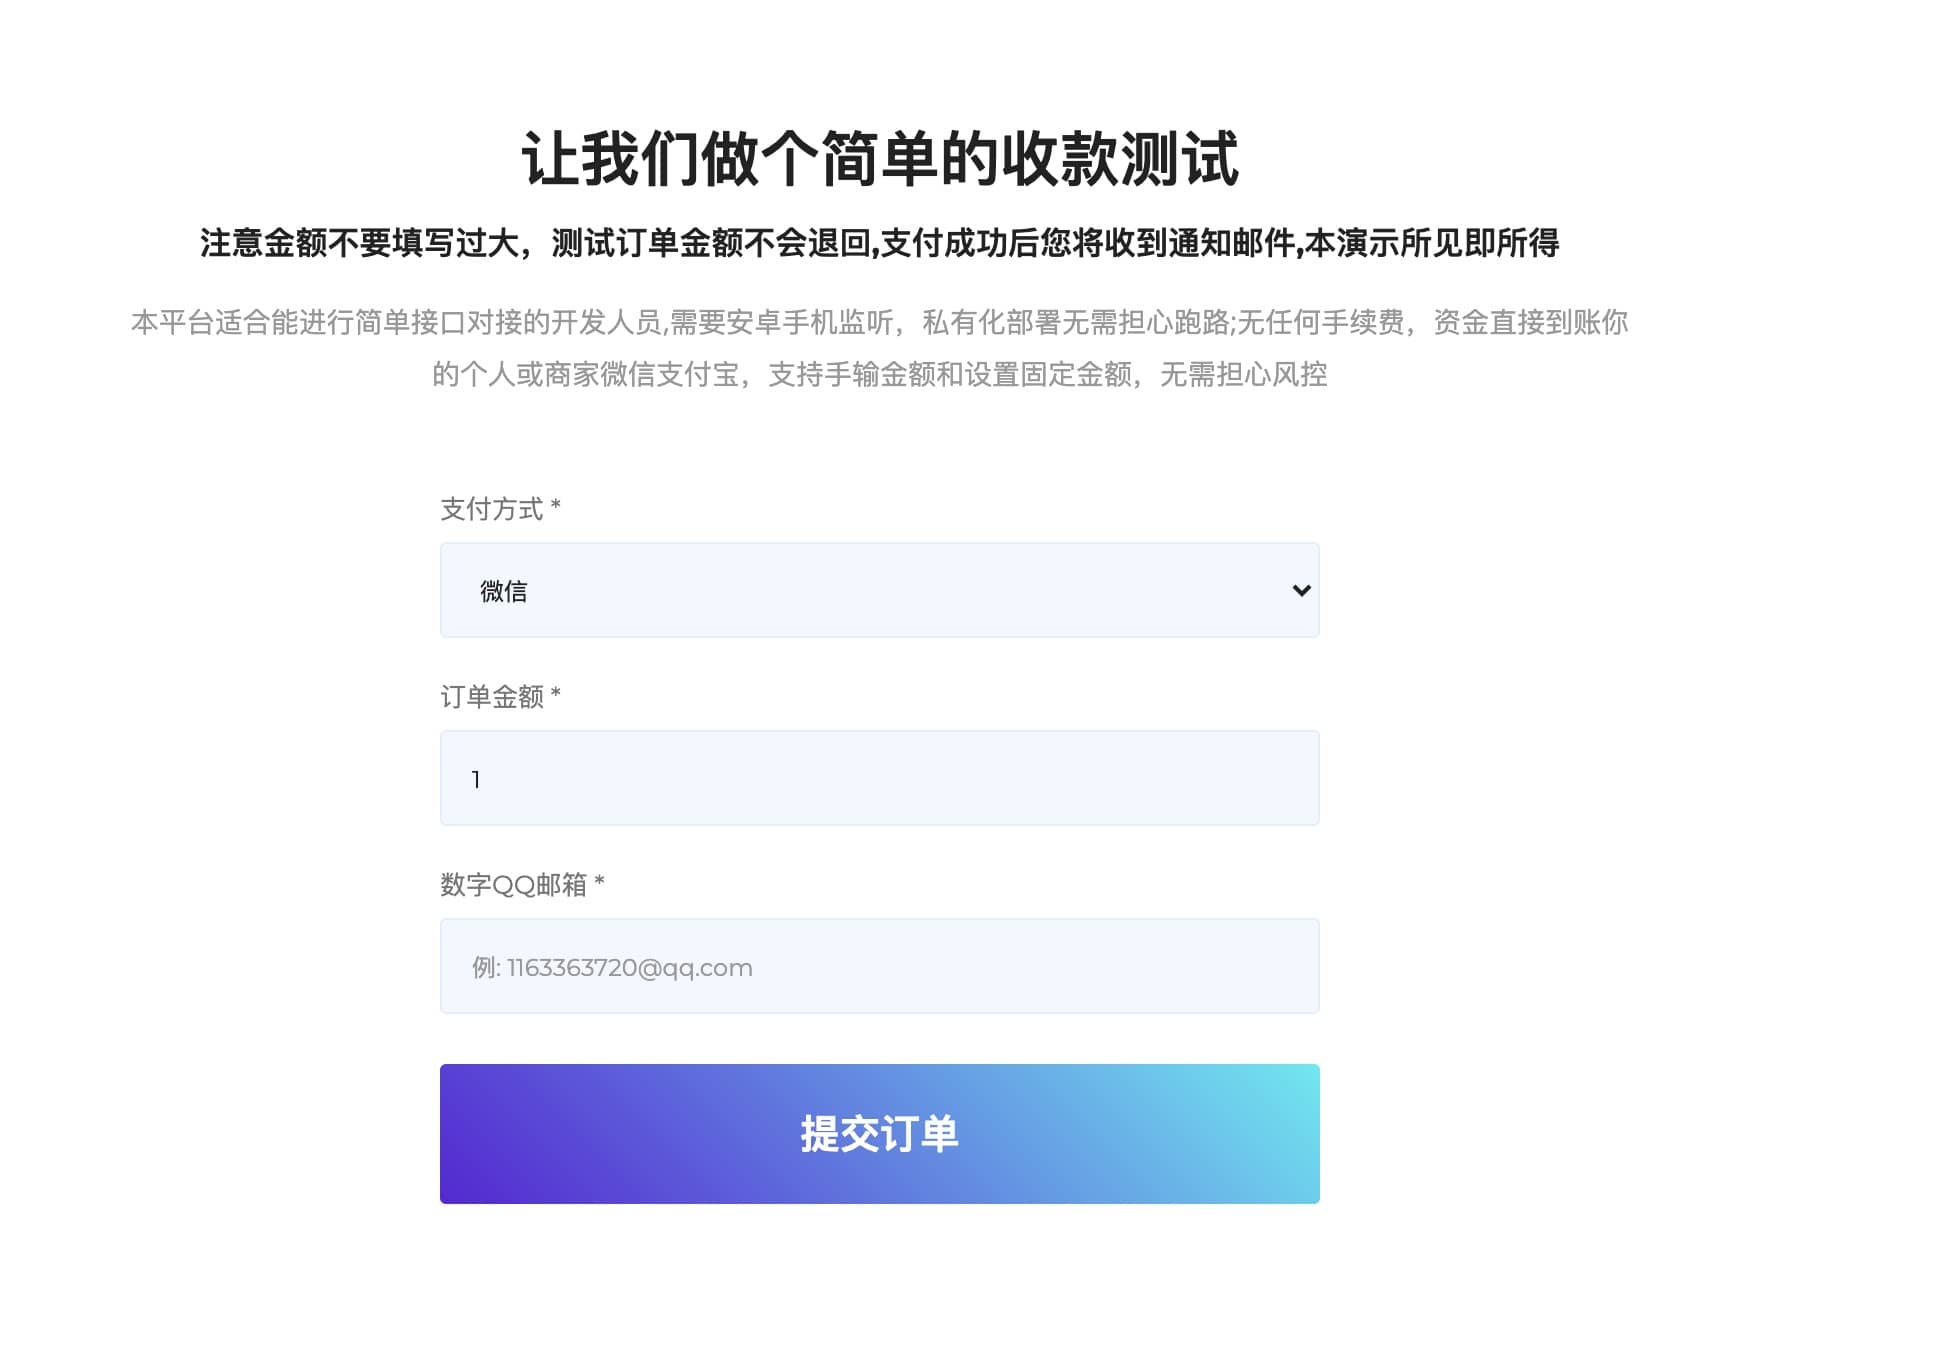 让我们做个简单的收款测试
注意金额不要填写过大，测试订单金额不会退回,支付成功后您将收到通知邮件,本演示所见即所得
本平台适合能进行简单接口对接的开发人员,需要安卓手机监听，私有化部署无需担心跑路;无任何手续费，资金直接到账你
的个人或商家微信支付宝，支持手输金额和设置固定金额，无需担心风控
支付方式 *
微信
订单金额 *
1
数字QQ邮箱 *
例: 1163363720@qq.com
提交订单